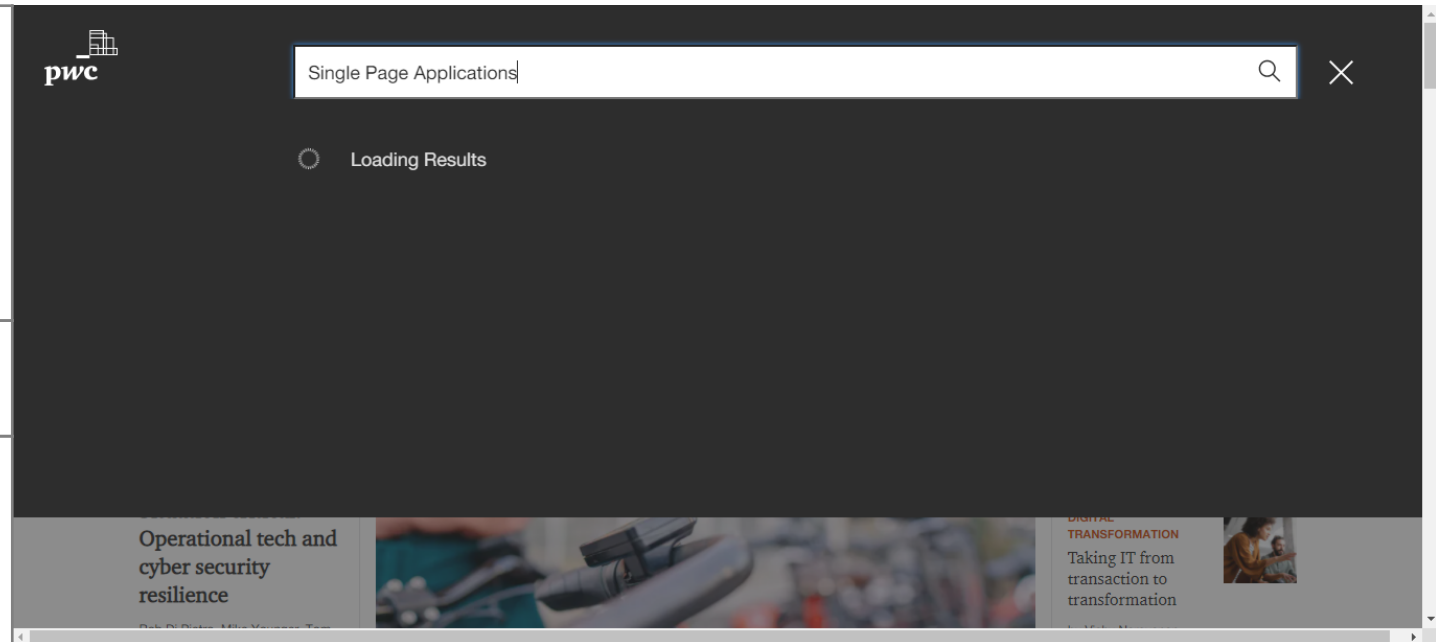 pwc
Single Page Applications
Loading Results
Operational tech and
cyber security
resilience
DIGITAL
TRANSFORMATION
Taking IT from
transaction to
transformation